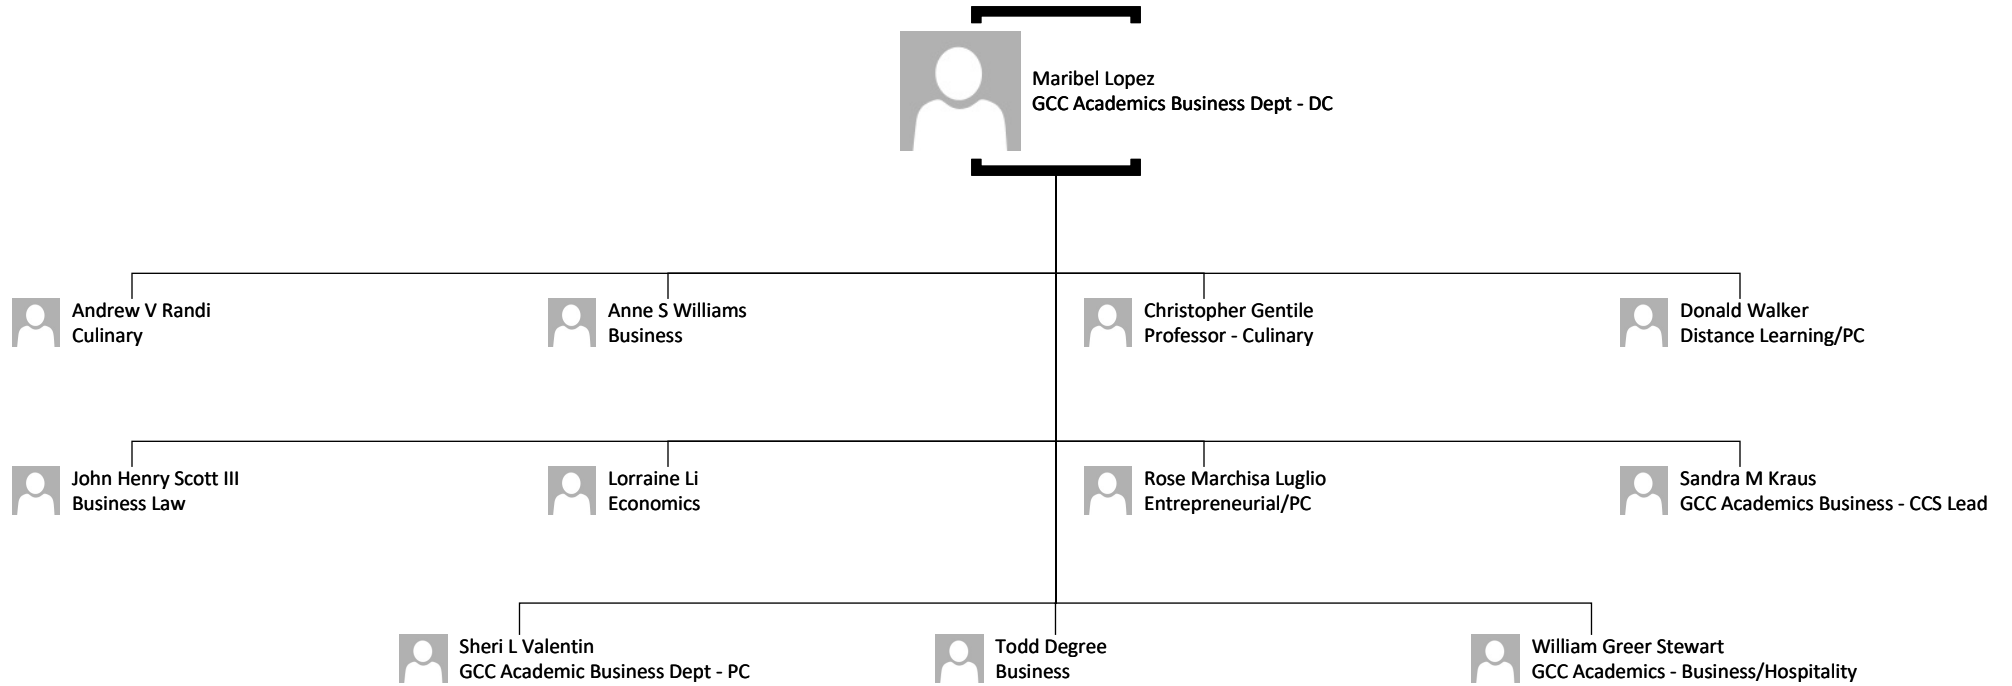 Maribel Lopez
GCC Academics Business Dept - DC
Andrew V Randi
Culinary
Anne S Williams
Business
Christopher Gentile
Professor - Culinary
Donald Walker
Distance Learning/PC
John Henry Scott III
Business Law
Lorraine Li
Economics
Rose Marchisa Luglio
Entrepreneurial/PC
Sandra M Kraus
GCC Academics Business - CCS Lead
Sheri L Valentin
GCC Academic Business Dept - PC
Todd Degree
Business
William Greer Stewart
GCC Academics - Business/Hospitality